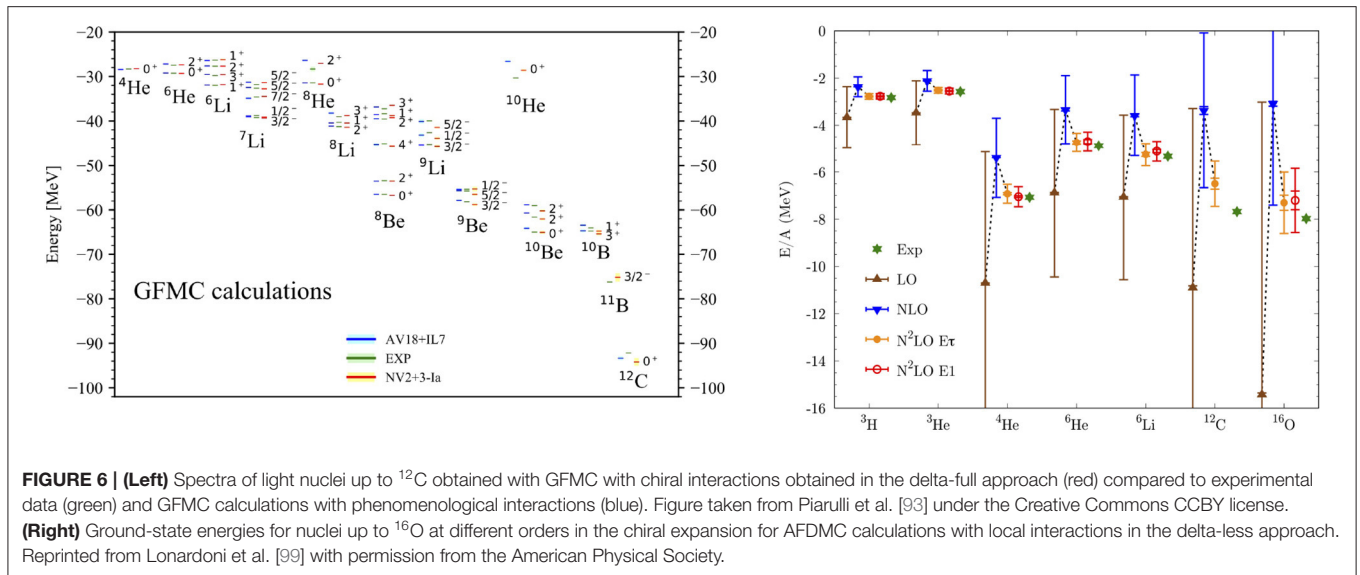 −20
−30
−40
−50
−60
−70
−80
−90
−100
Energy [MeV]
−20
−30
−40
−50
−60
−70
−80
−90
−100
0⁺
⁴He
2⁺
0⁺
⁶He
1⁺
2⁺
3⁺
1⁺
⁶Li
5/2⁻
5/2⁻
7/2⁻
1/2⁻
3/2⁻
⁷Li
2⁺
0⁺
⁸He
3⁺
1⁺
2⁺
⁸Li
3⁺
1⁺
2⁺
4⁺
2⁺
0⁺
⁸Be
5/2⁻
1/2⁻
3/2⁻
⁹Li
1/2⁻
5/2⁻
3/2⁻
⁹Be
0⁺
¹⁰He
2⁺
2⁺
0⁺
¹⁰Be
1⁺
3⁺
¹⁰B
3/2⁻
¹¹B
0⁺
¹²C
GFMC calculations
AV18+IL7
EXP
NV2+3-Ia
0
−2
−4
−6
−8
−10
−12
−14
−16
E/A (MeV)
Exp
LO
NLO
N²LO Eτ
N²LO E1
³H ³He ⁴He ⁶He ⁶Li ¹²C ¹⁶O
FIGURE 6 | (Left) Spectra of light nuclei up to ¹²C obtained with GFMC with chiral interactions obtained in the delta-full approach (red) compared to experimental
data (green) and GFMC calculations with phenomenological interactions (blue). Figure taken from Piarulli et al. [93] under the Creative Commons CCBY license.
(Right) Ground-state energies for nuclei up to ¹⁶O at different orders in the chiral expansion for AFDMC calculations with local interactions in the delta-less approach.
Reprinted from Lonardoni et al. [99] with permission from the American Physical Society.